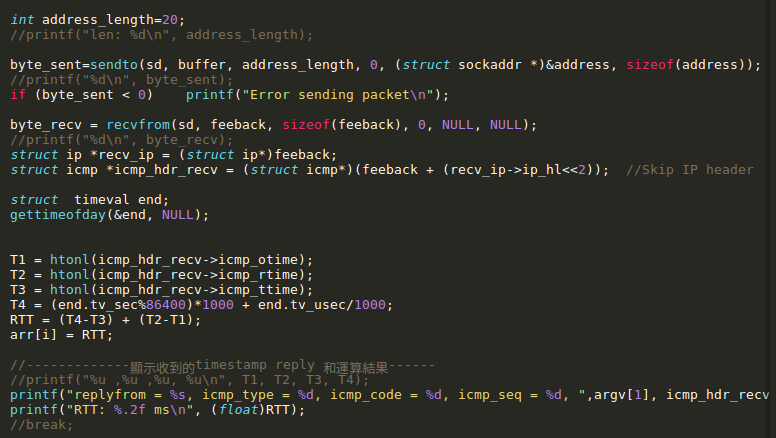 int address_length=20;
//printf("len: %d\n", address_length);
byte_sent=sendto(sd, buffer, address_length, 0, (struct sockaddr *)&address, sizeof(address));
//printf("%d\n", byte_sent);
if (byte_sent < 0)    printf("Error sending packet\n");
byte_recv = recvfrom(sd, feeback, sizeof(feeback), 0, NULL, NULL);
//printf("%d\n", byte_recv);
struct ip *recv_ip = (struct ip*)feeback;
struct icmp *icmp_hdr_recv = (struct icmp*)(feeback + (recv_ip->ip_hl<<2));  //Skip IP header
struct  timeval end;
gettimeofday(&end, NULL);
T1 = htonl(icmp_hdr_recv->icmp_otime);
T2 = htonl(icmp_hdr_recv->icmp_rtime);
T3 = htonl(icmp_hdr_recv->icmp_ttime);
T4 = (end.tv_sec%86400)*1000 + end.tv_usec/1000;
RTT = (T4-T3) + (T2-T1);
arr[i] = RTT;
//-------------顯示收到的timestamp reply 和運算結果------
//printf("%u ,%u ,%u, %u\n", T1, T2, T3, T4);
printf("replyfrom = %s, icmp_type = %d, icmp_code = %d, icmp_seq = %d, ",argv[1], icmp_hdr_recv
printf("RTT: %.2f ms\n", (float)RTT);
//break;